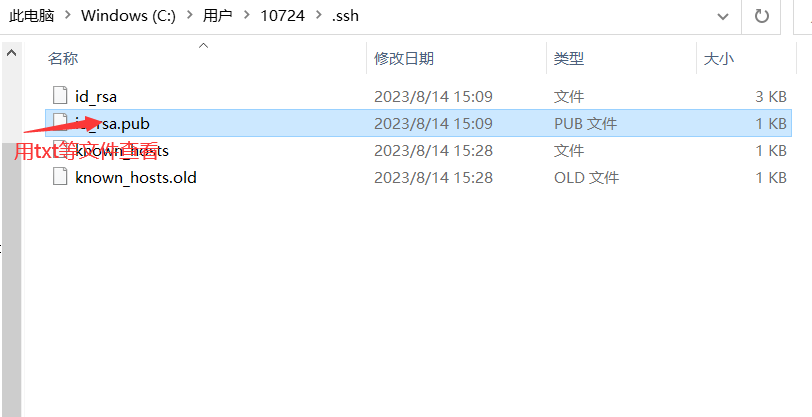 此电脑 > Windows (C:) > 用户 > 10724 > .ssh
名称 修改日期 类型 大小
id_rsa 2023/8/14 15:09 文件 3 KB
id_rsa.pub 2023/8/14 15:09 PUB 文件 1 KB
用txt等文件查看
known_hosts 2023/8/14 15:28 文件 1 KB
known_hosts.old 2023/8/14 15:28 OLD 文件 1 KB